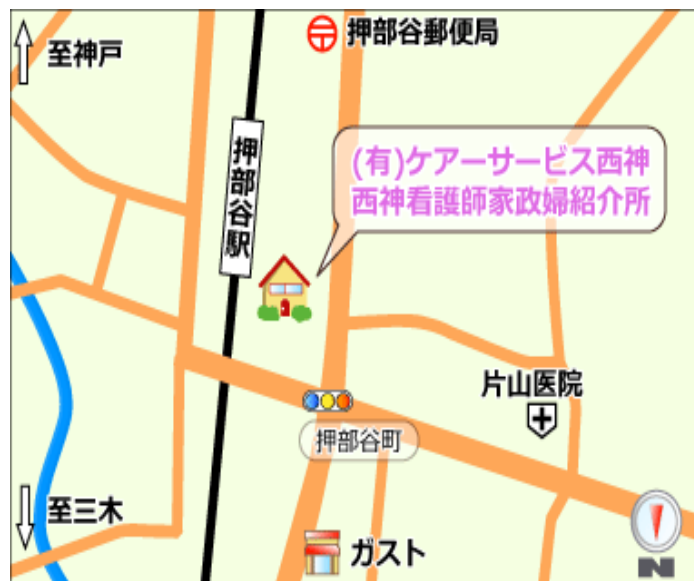 至神戸
押部谷郵便局
押部谷駅
(有)ケアーサービス西神
西神看護師家政婦紹介所
片山医院
押部谷町
至三木
ガスト
N